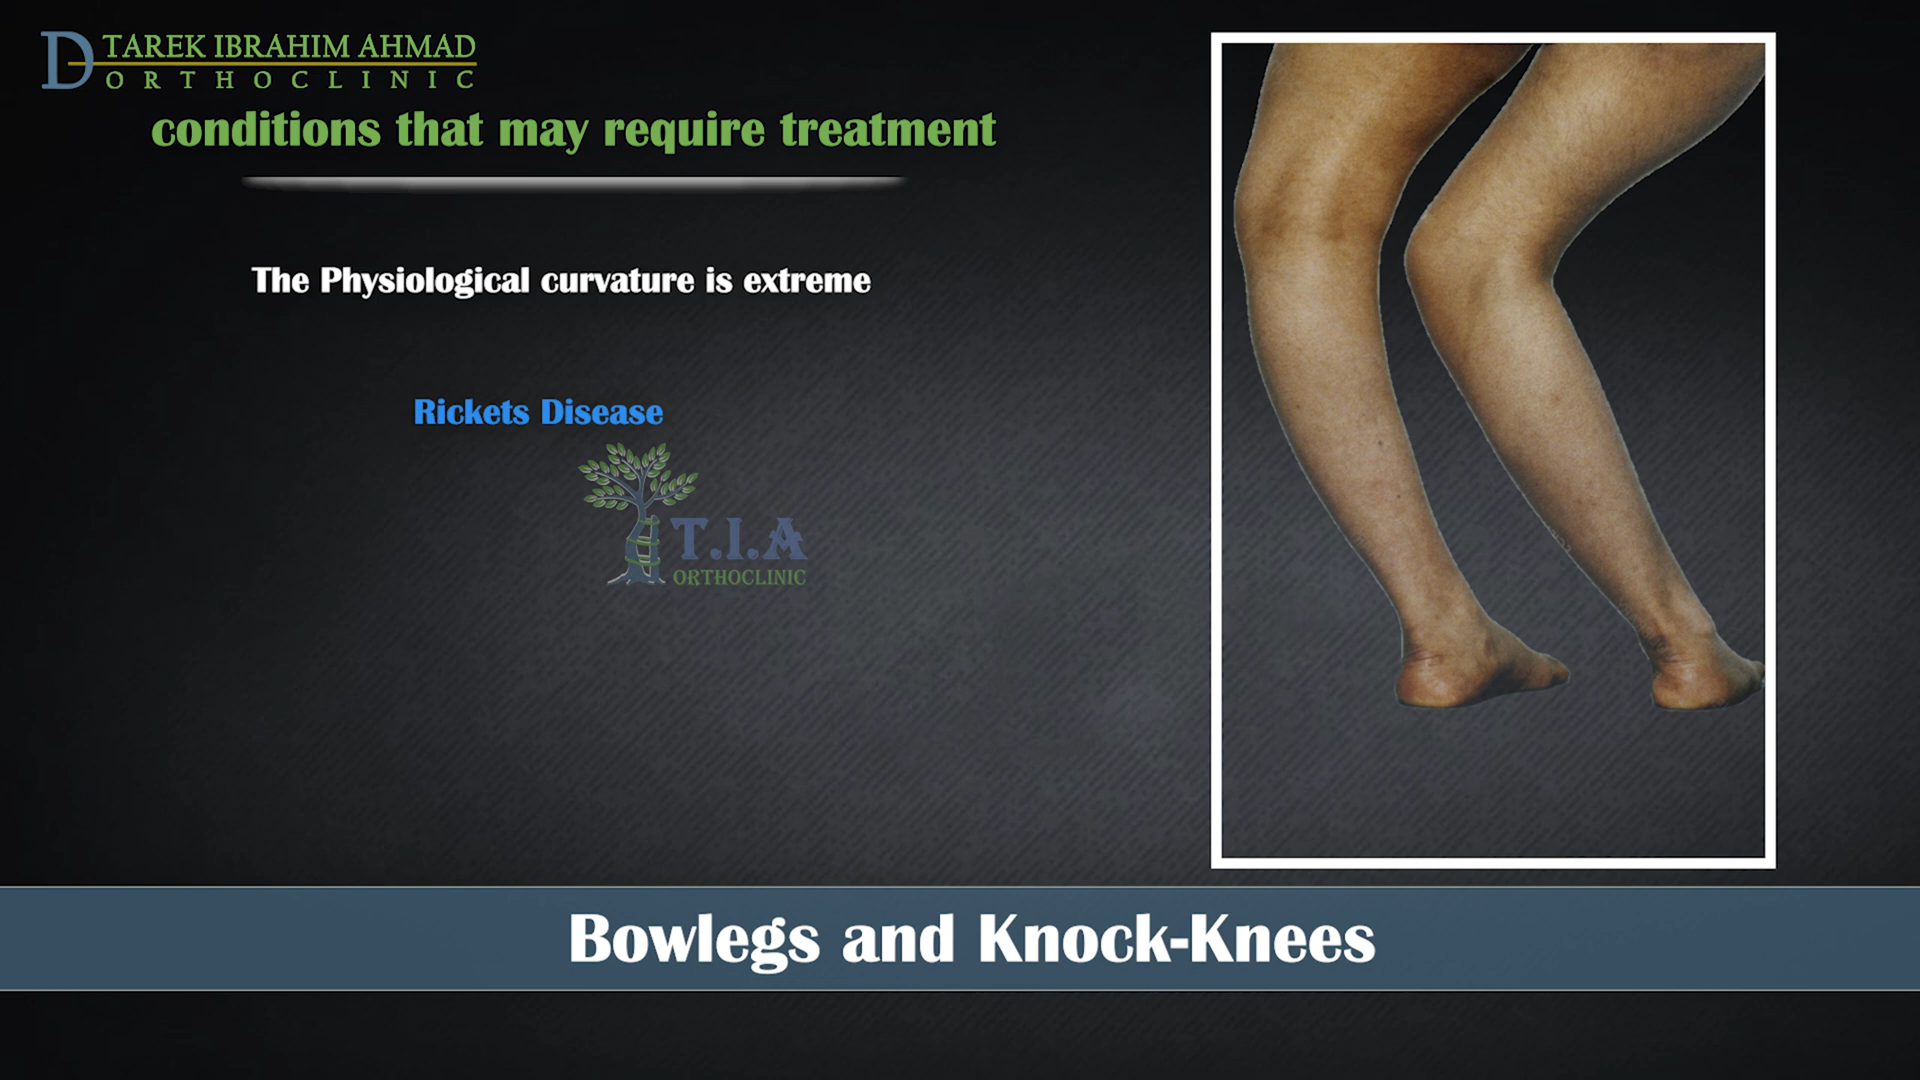 D TAREK IBRAHIM AHMAD
ORTHOCLINIC
conditions that may require treatment
The Physiological curvature is extreme
Rickets Disease
T.I.A
ORTHOCLINIC
Bowlegs and Knock-Knees